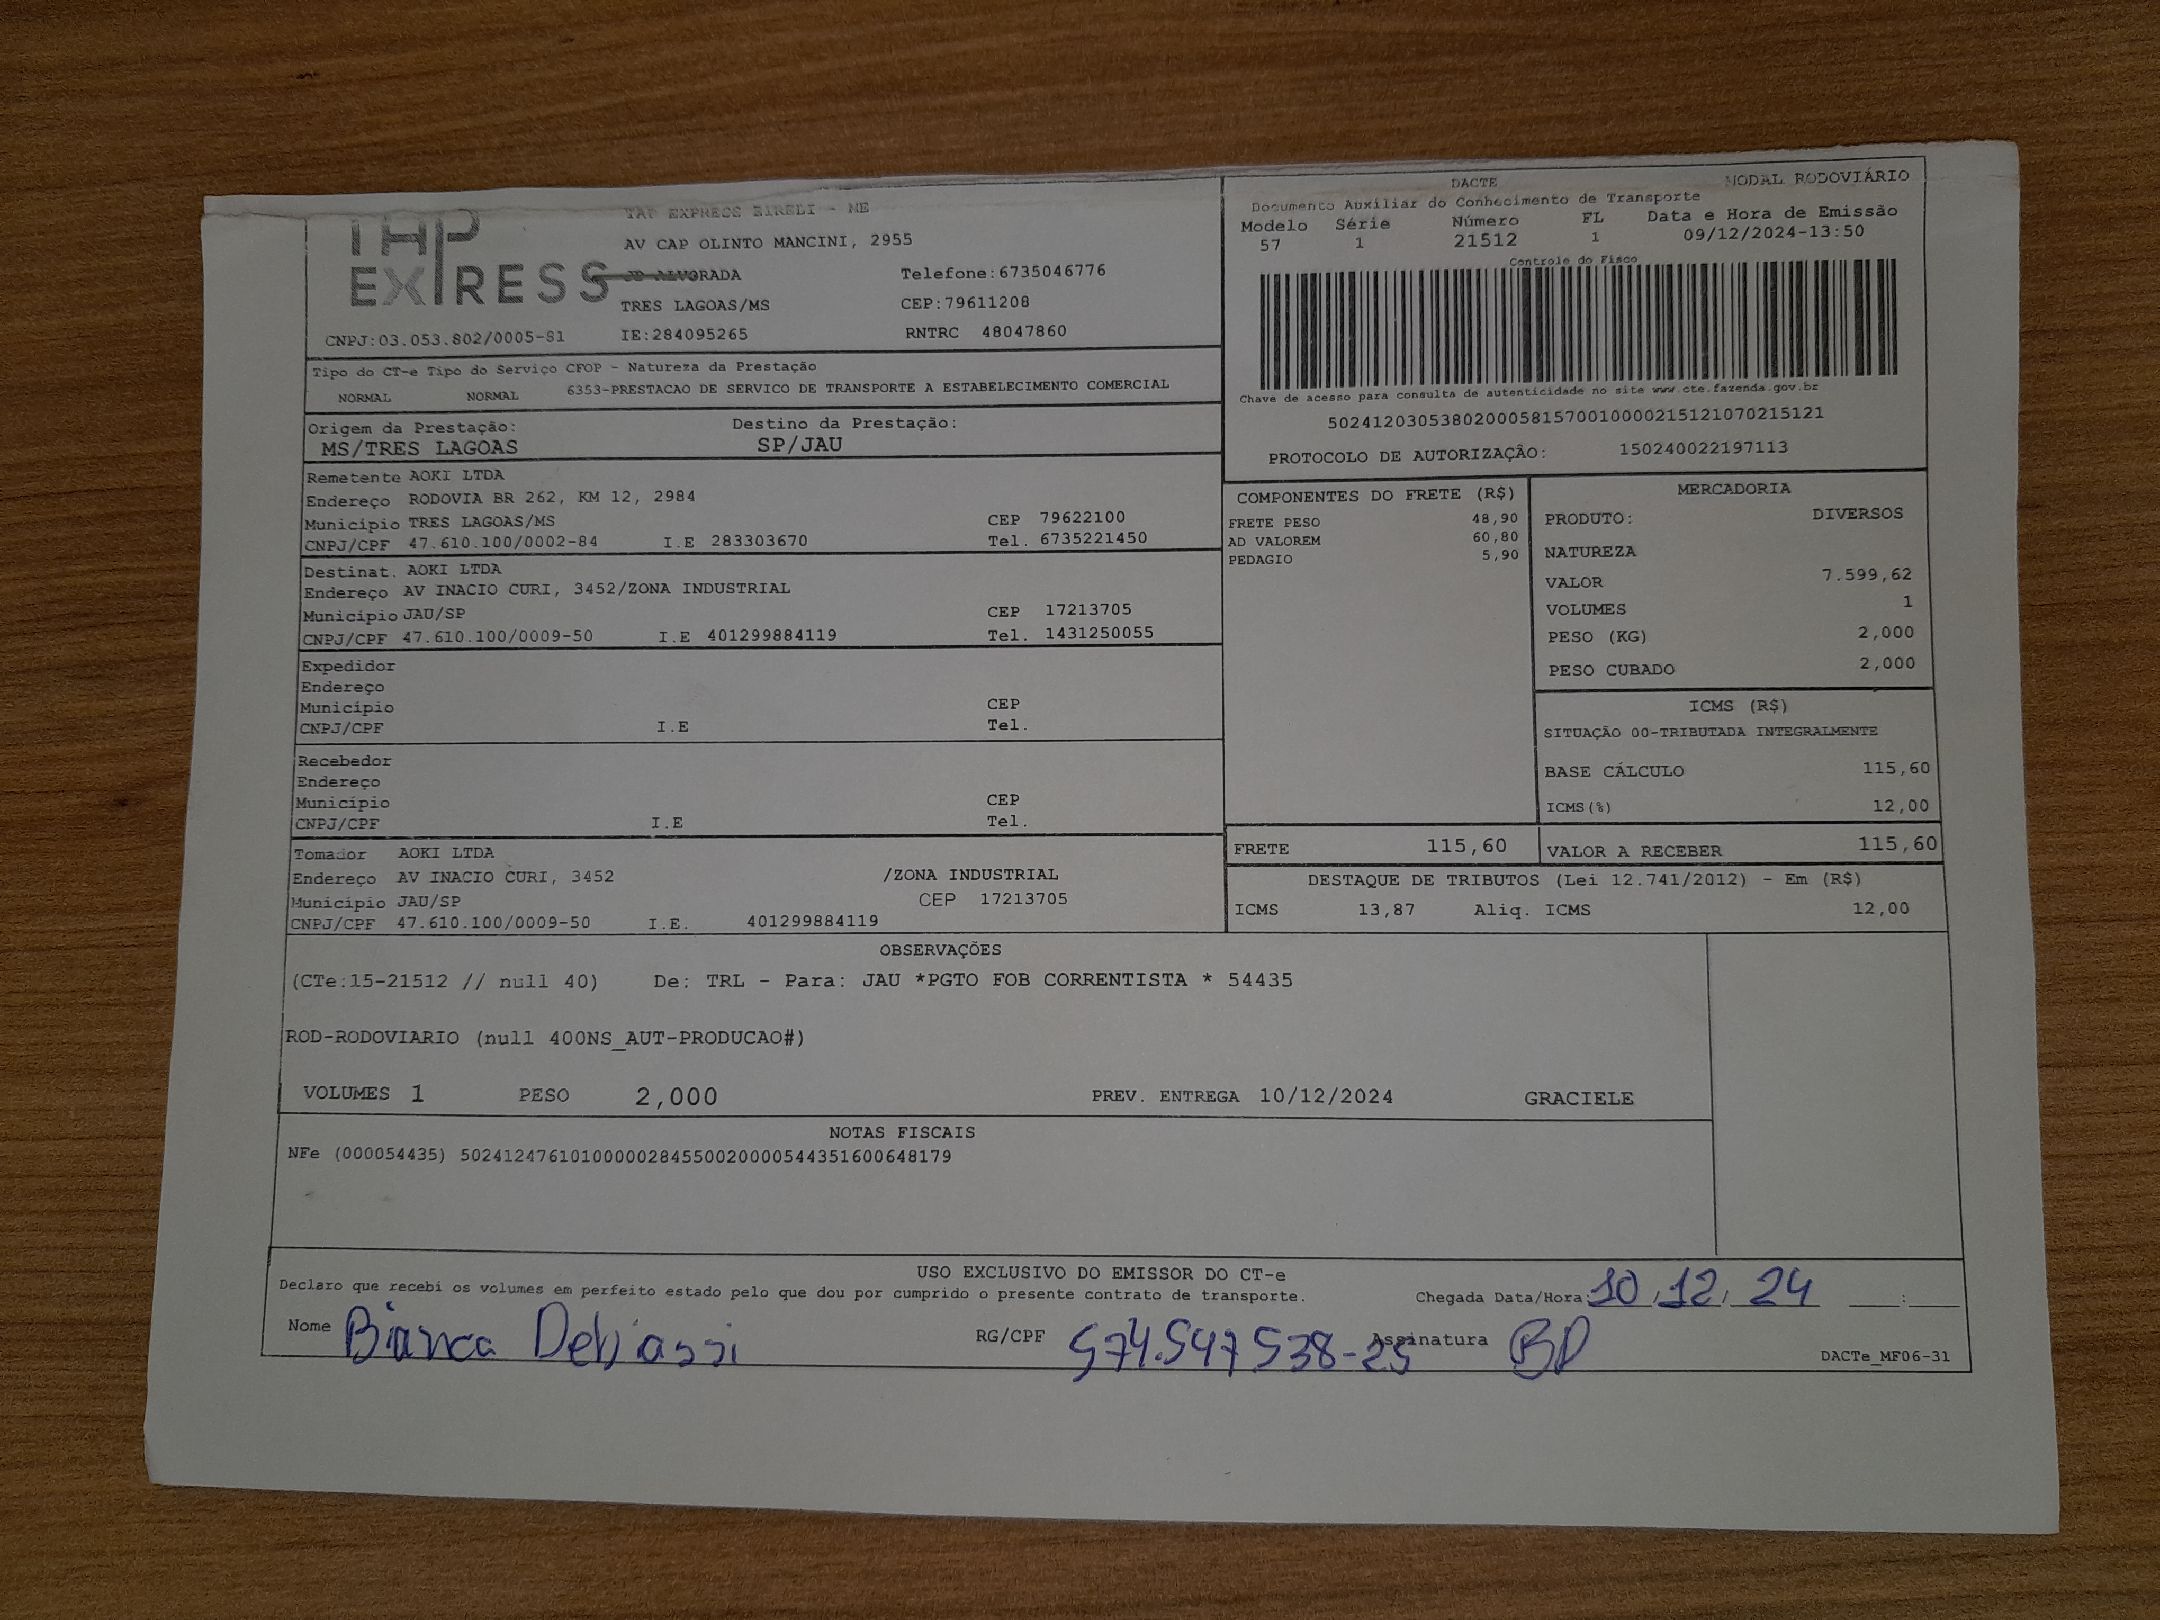 TAP EXPRESS
TAP EXPRESS EIRELI - ME
AV CAP OLINTO MANCINI, 2955
JD ALVORADA Telefone:6735046776
TRES LAGOAS/MS CEP:79611208
CNPJ:03.053.802/0005-81 IE:284095265 RNTRC 48047860
Tipo do CT-e Tipo do Serviço CFOP - Natureza da Prestação
NORMAL NORMAL 6353-PRESTACAO DE SERVICO DE TRANSPORTE A ESTABELECIMENTO COMERCIAL
Origem da Prestação: Destino da Prestação:
MS/TRES LAGOAS SP/JAU
DACTE MODAL RODOVIÁRIO
Documento Auxiliar do Conhecimento de Transporte
Modelo Série Número FL Data e Hora de Emissão
57 1 21512 1 09/12/2024-13:50
Controle do Fisco
Chave de acesso para consulta de autenticidade no site www.cte.fazenda.gov.br
50241203053802000581570010000215121070215121
PROTOCOLO DE AUTORIZAÇÃO: 150240022197113
Remetente AOKI LTDA
Endereço RODOVIA BR 262, KM 12, 2984
Município TRES LAGOAS/MS CEP 79622100
CNPJ/CPF 47.610.100/0002-84 I.E 283303670 Tel. 6735221450
Destinat. AOKI LTDA
Endereço AV INACIO CURI, 3452/ZONA INDUSTRIAL
Município JAU/SP CEP 17213705
CNPJ/CPF 47.610.100/0009-50 I.E 401299884119 Tel. 1431250055
Expedidor
Endereço
Município CEP
CNPJ/CPF I.E Tel.
Recebedor
Endereço
Município CEP
CNPJ/CPF I.E Tel.
Tomador AOKI LTDA
Endereço AV INACIO CURI, 3452 /ZONA INDUSTRIAL
Município JAU/SP CEP 17213705
CNPJ/CPF 47.610.100/0009-50 I.E. 401299884119
COMPONENTES DO FRETE (R$)
FRETE PESO 48,90
AD VALOREM 60,80
PEDAGIO 5,90
MERCADORIA
PRODUTO: DIVERSOS
NATUREZA
VALOR 7.599,62
VOLUMES 1
PESO (KG) 2,000
PESO CUBADO 2,000
ICMS (R$)
SITUAÇÃO 00-TRIBUTADA INTEGRALMENTE
BASE CÁLCULO 115,60
ICMS(%) 12,00
FRETE 115,60 VALOR A RECEBER 115,60
DESTAQUE DE TRIBUTOS (Lei 12.741/2012) - Em (R$)
ICMS 13,87 Aliq. ICMS 12,00
OBSERVAÇÕES
(CTe:15-21512 // null 40) De: TRL - Para: JAU *PGTO FOB CORRENTISTA * 54435
ROD-RODOVIARIO (null 400NS_AUT-PRODUCAO#)
VOLUMES 1 PESO 2,000 PREV. ENTREGA 10/12/2024 GRACIELE
NOTAS FISCAIS
NFe (000054435) 50241247610100000284550020000544351600648179
USO EXCLUSIVO DO EMISSOR DO CT-e
Declaro que recebi os volumes em perfeito estado pelo que dou por cumprido o presente contrato de transporte. Chegada Data/Hora: 10,12, 24 ____:____
Nome Bianca Debiassi RG/CPF 574.547 538-25 Assinatura BD
DACTe_MF06-31